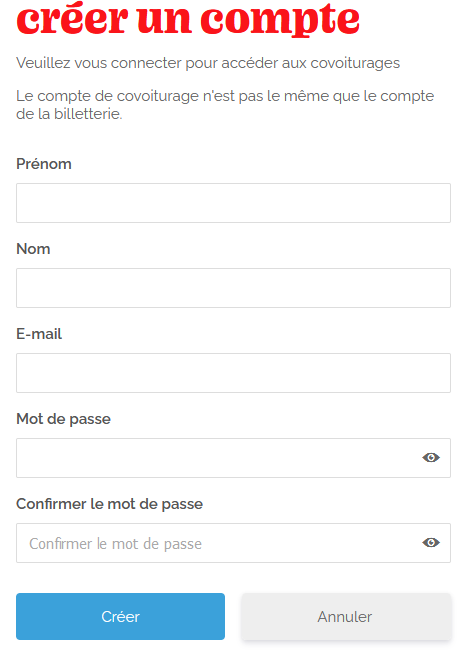 créer un compte
Veuillez vous connecter pour accéder aux covoiturages
Le compte de covoiturage n'est pas le même que le compte
de la billetterie.
Prénom
Nom
E-mail
Mot de passe
Confirmer le mot de passe
Confirmer le mot de passe
Créer
Annuler